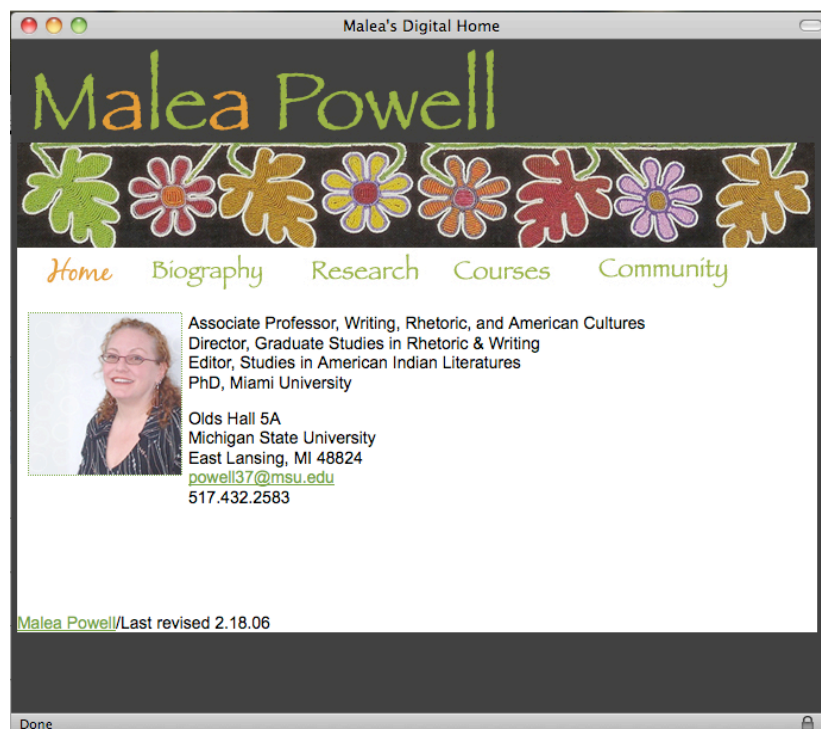 Malea's Digital Home
Malea Powell
Home Biography Research Courses Community
Associate Professor, Writing, Rhetoric, and American Cultures
Director, Graduate Studies in Rhetoric & Writing
Editor, Studies in American Indian Literatures
PhD, Miami University
Olds Hall 5A
Michigan State University
East Lansing, MI 48824
powell37@msu.edu
517.432.2583
Malea Powell/Last revised 2.18.06
Done